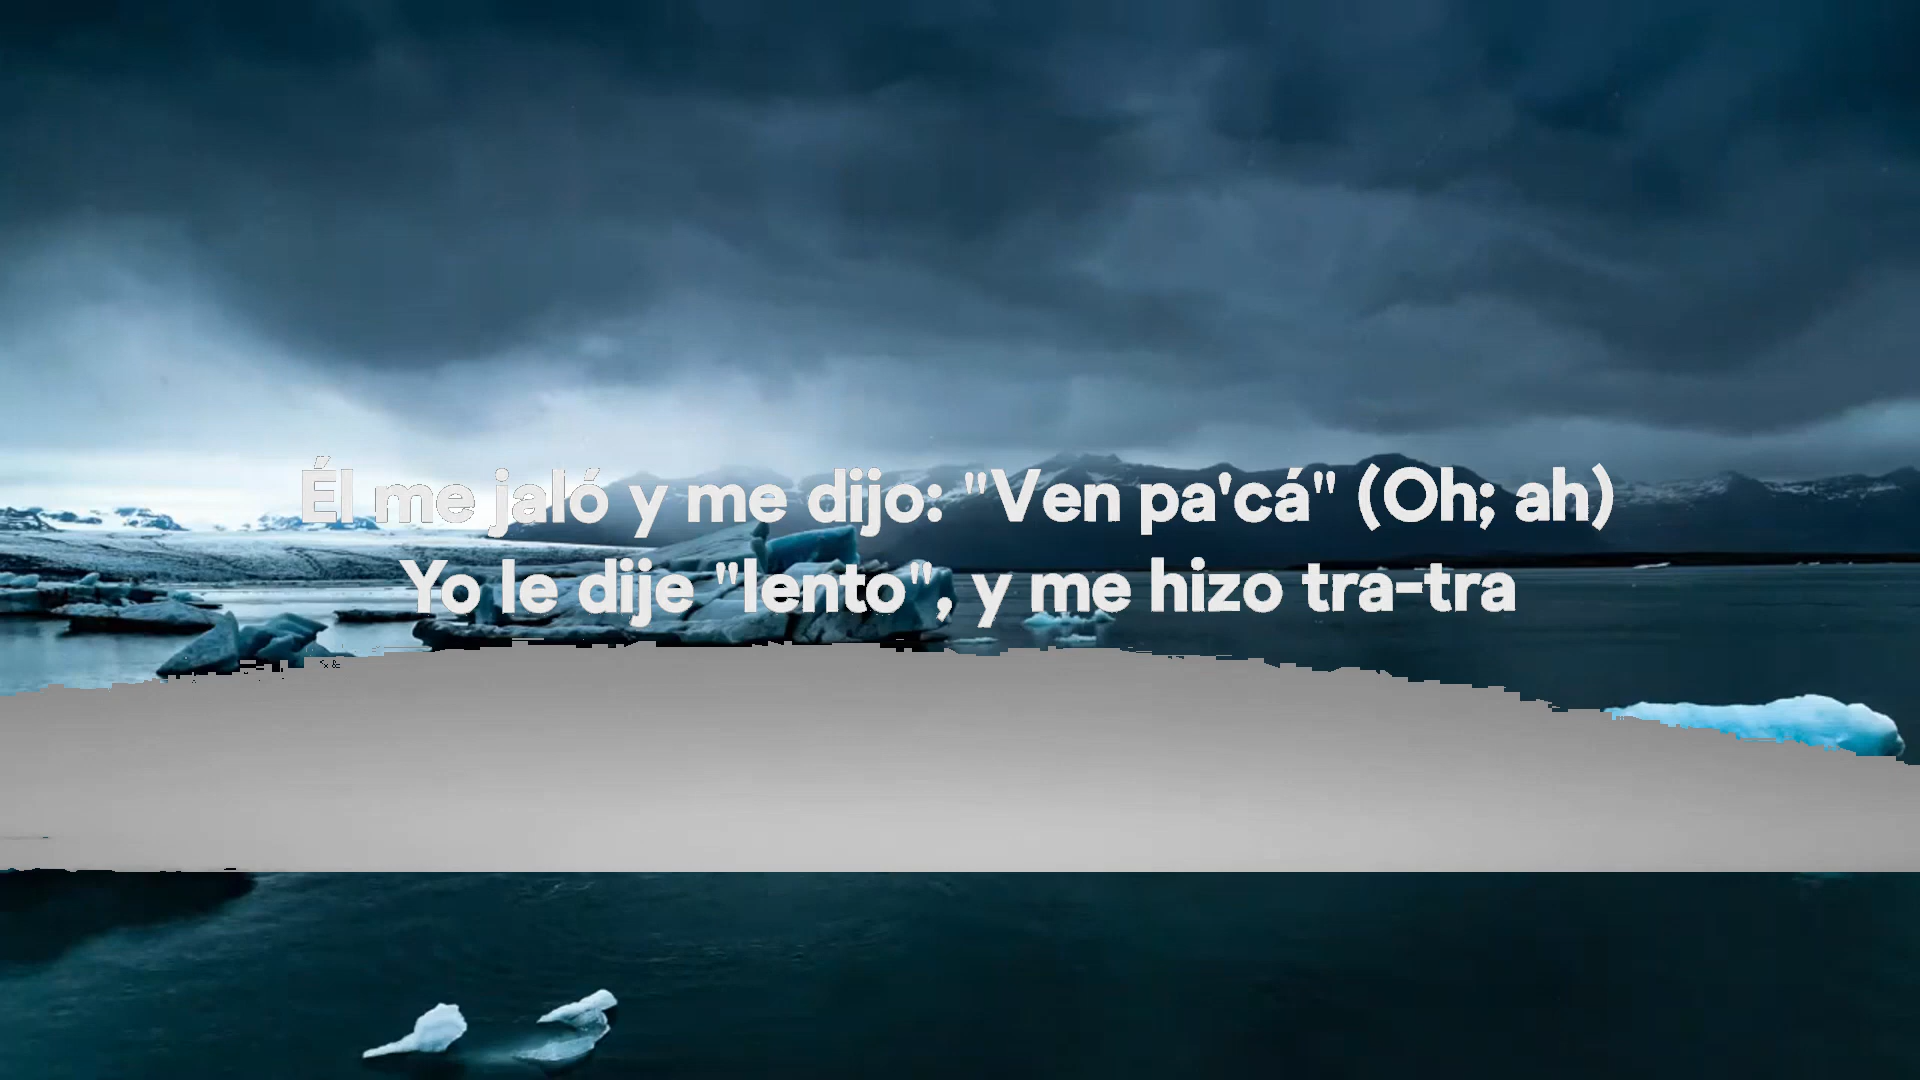 Él me jaló y me dijo: "Ven pa'cá" (Oh; ah)
Yo le dije "lento", y me hizo tra-tra